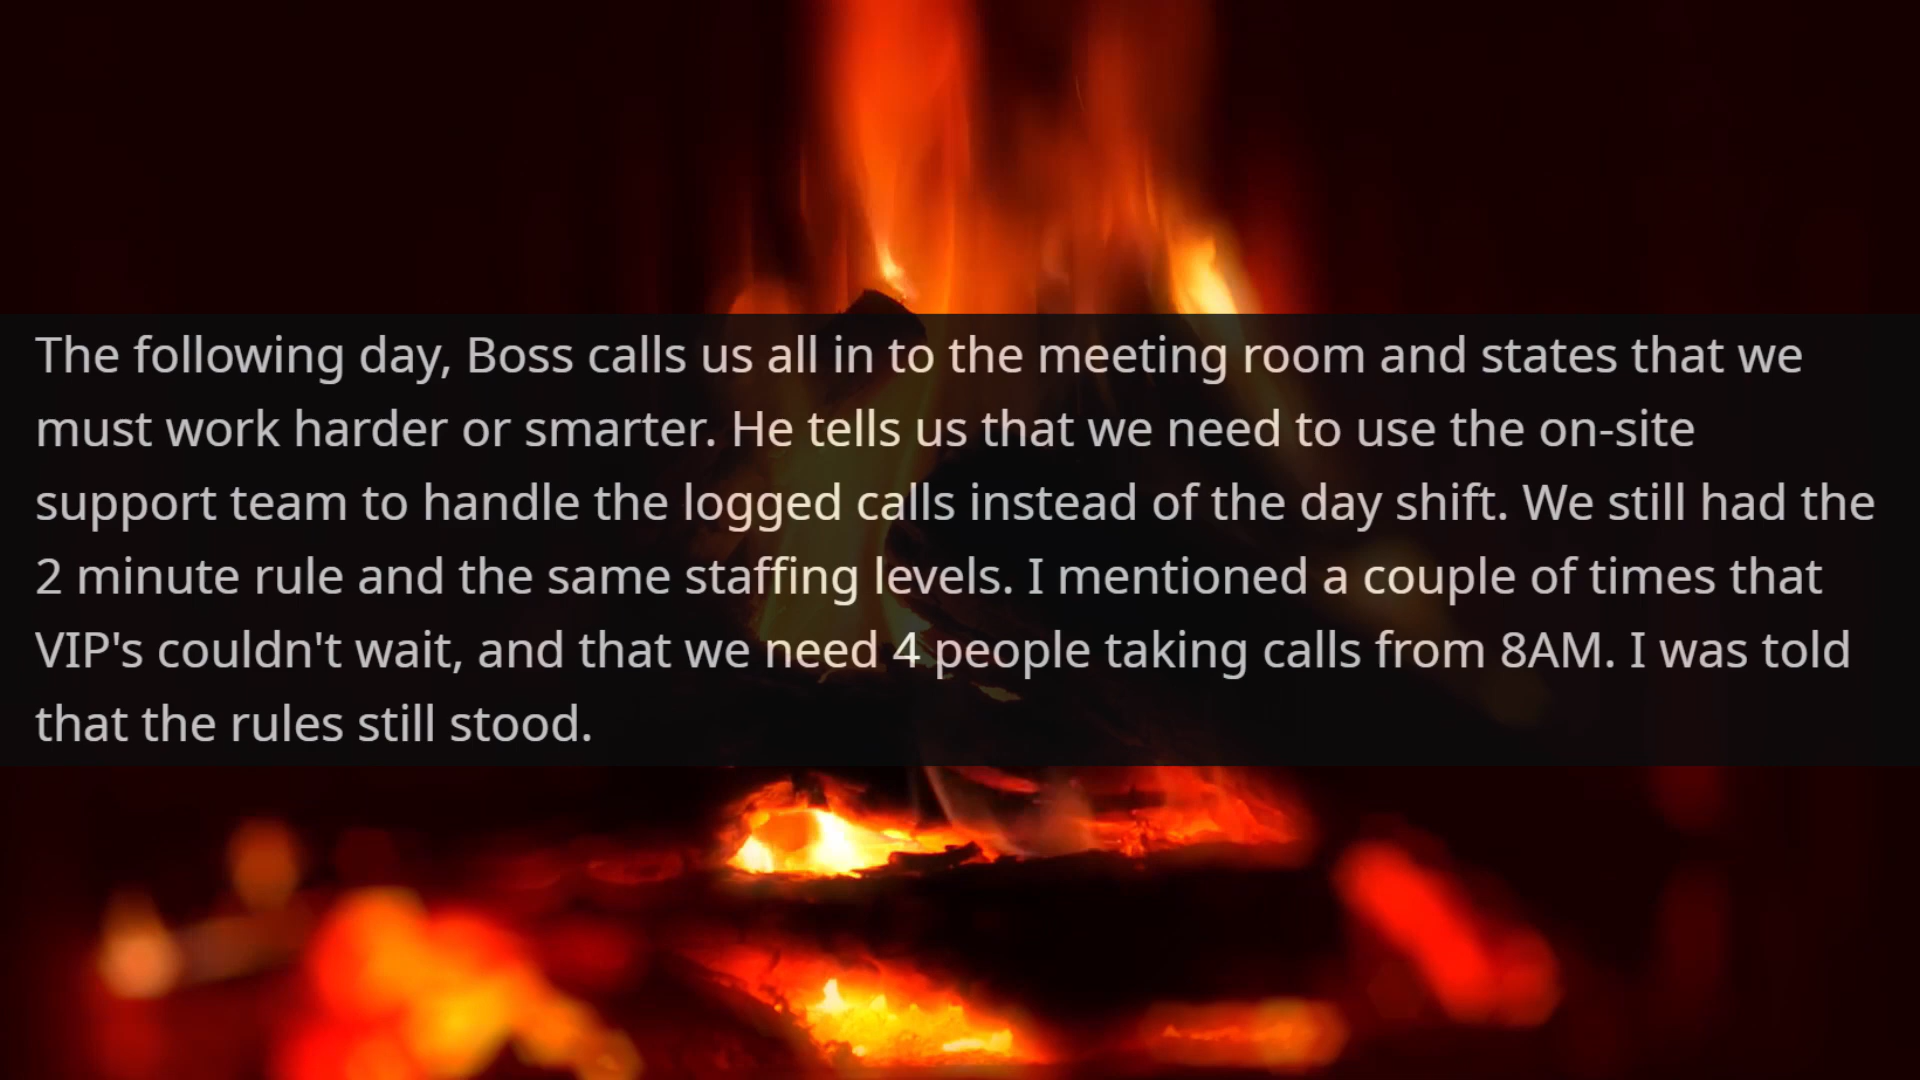 The following day, Boss calls us all in to the meeting room and states that we
must work harder or smarter. He tells us that we need to use the on-site
support team to handle the logged calls instead of the day shift. We still had the
2 minute rule and the same staffing levels. I mentioned a couple of times that
VIP's couldn't wait, and that we need 4 people taking calls from 8AM. I was told
that the rules still stood.